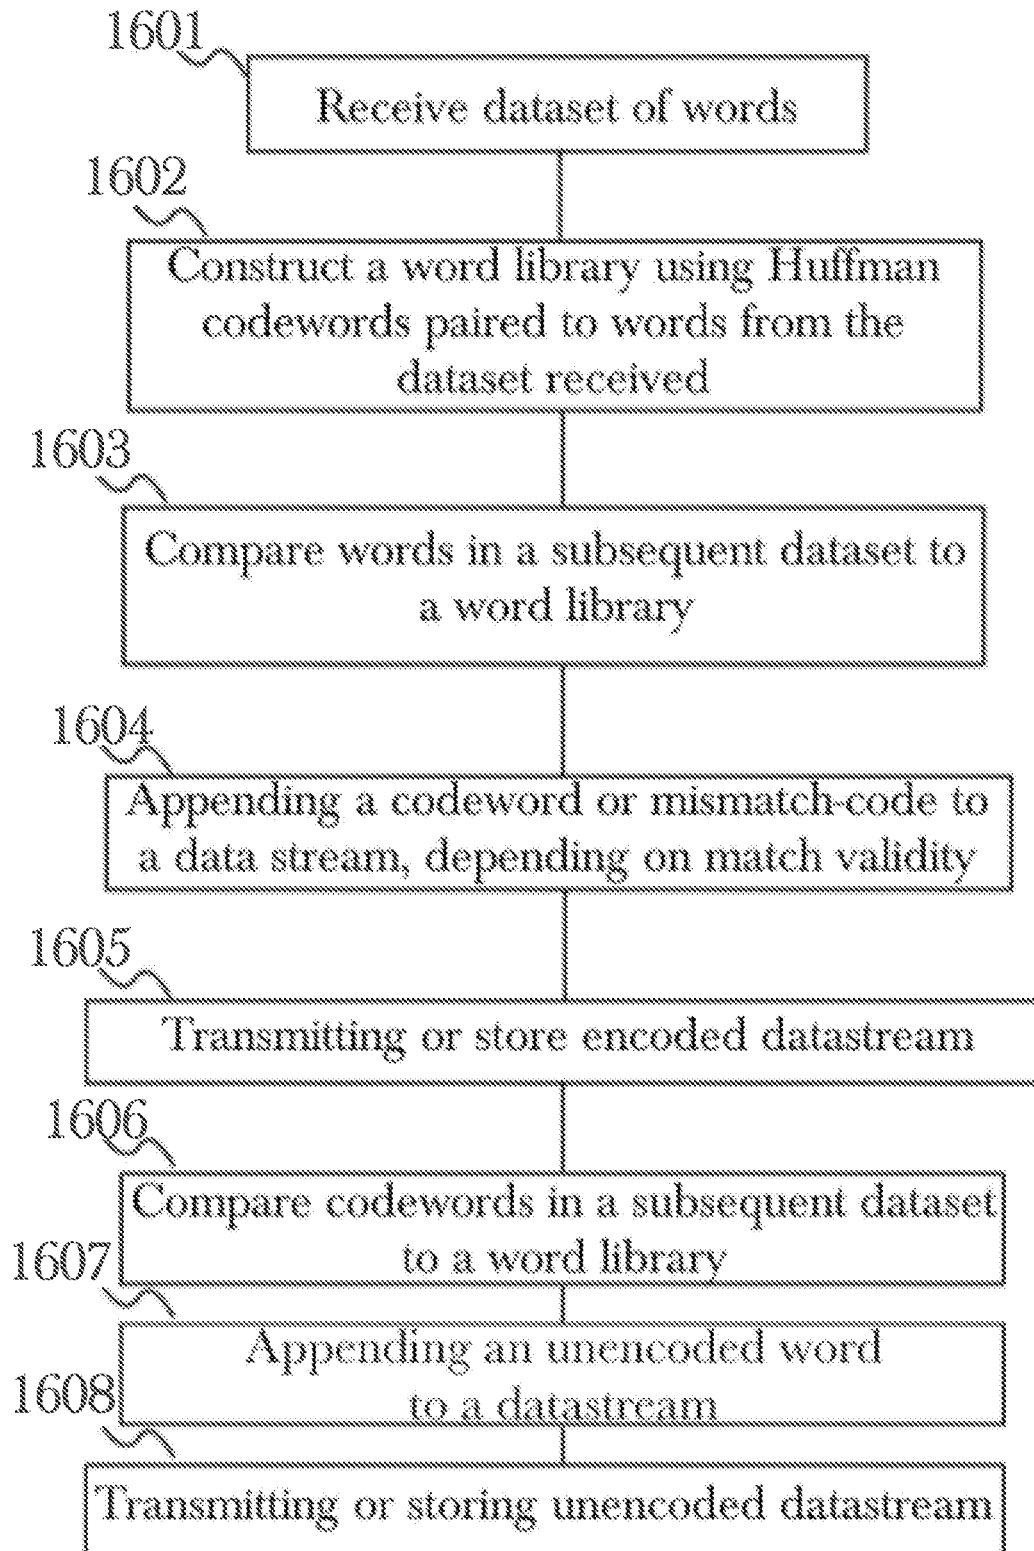 1601
Receive dataset of words
1602
Construct a word library using Huffman
codewords paired to words from the
dataset received
1603
Compare words in a subsequent dataset to
a word library
1604
Appending a codeword or mismatch-code to
a data stream, depending on match validity
1605
Transmitting or store encoded datastream
1606
Compare codewords in a subsequent dataset
to a word library
1607
Appending an unencoded word
to a datastream
1608
Transmitting or storing unencoded datastream